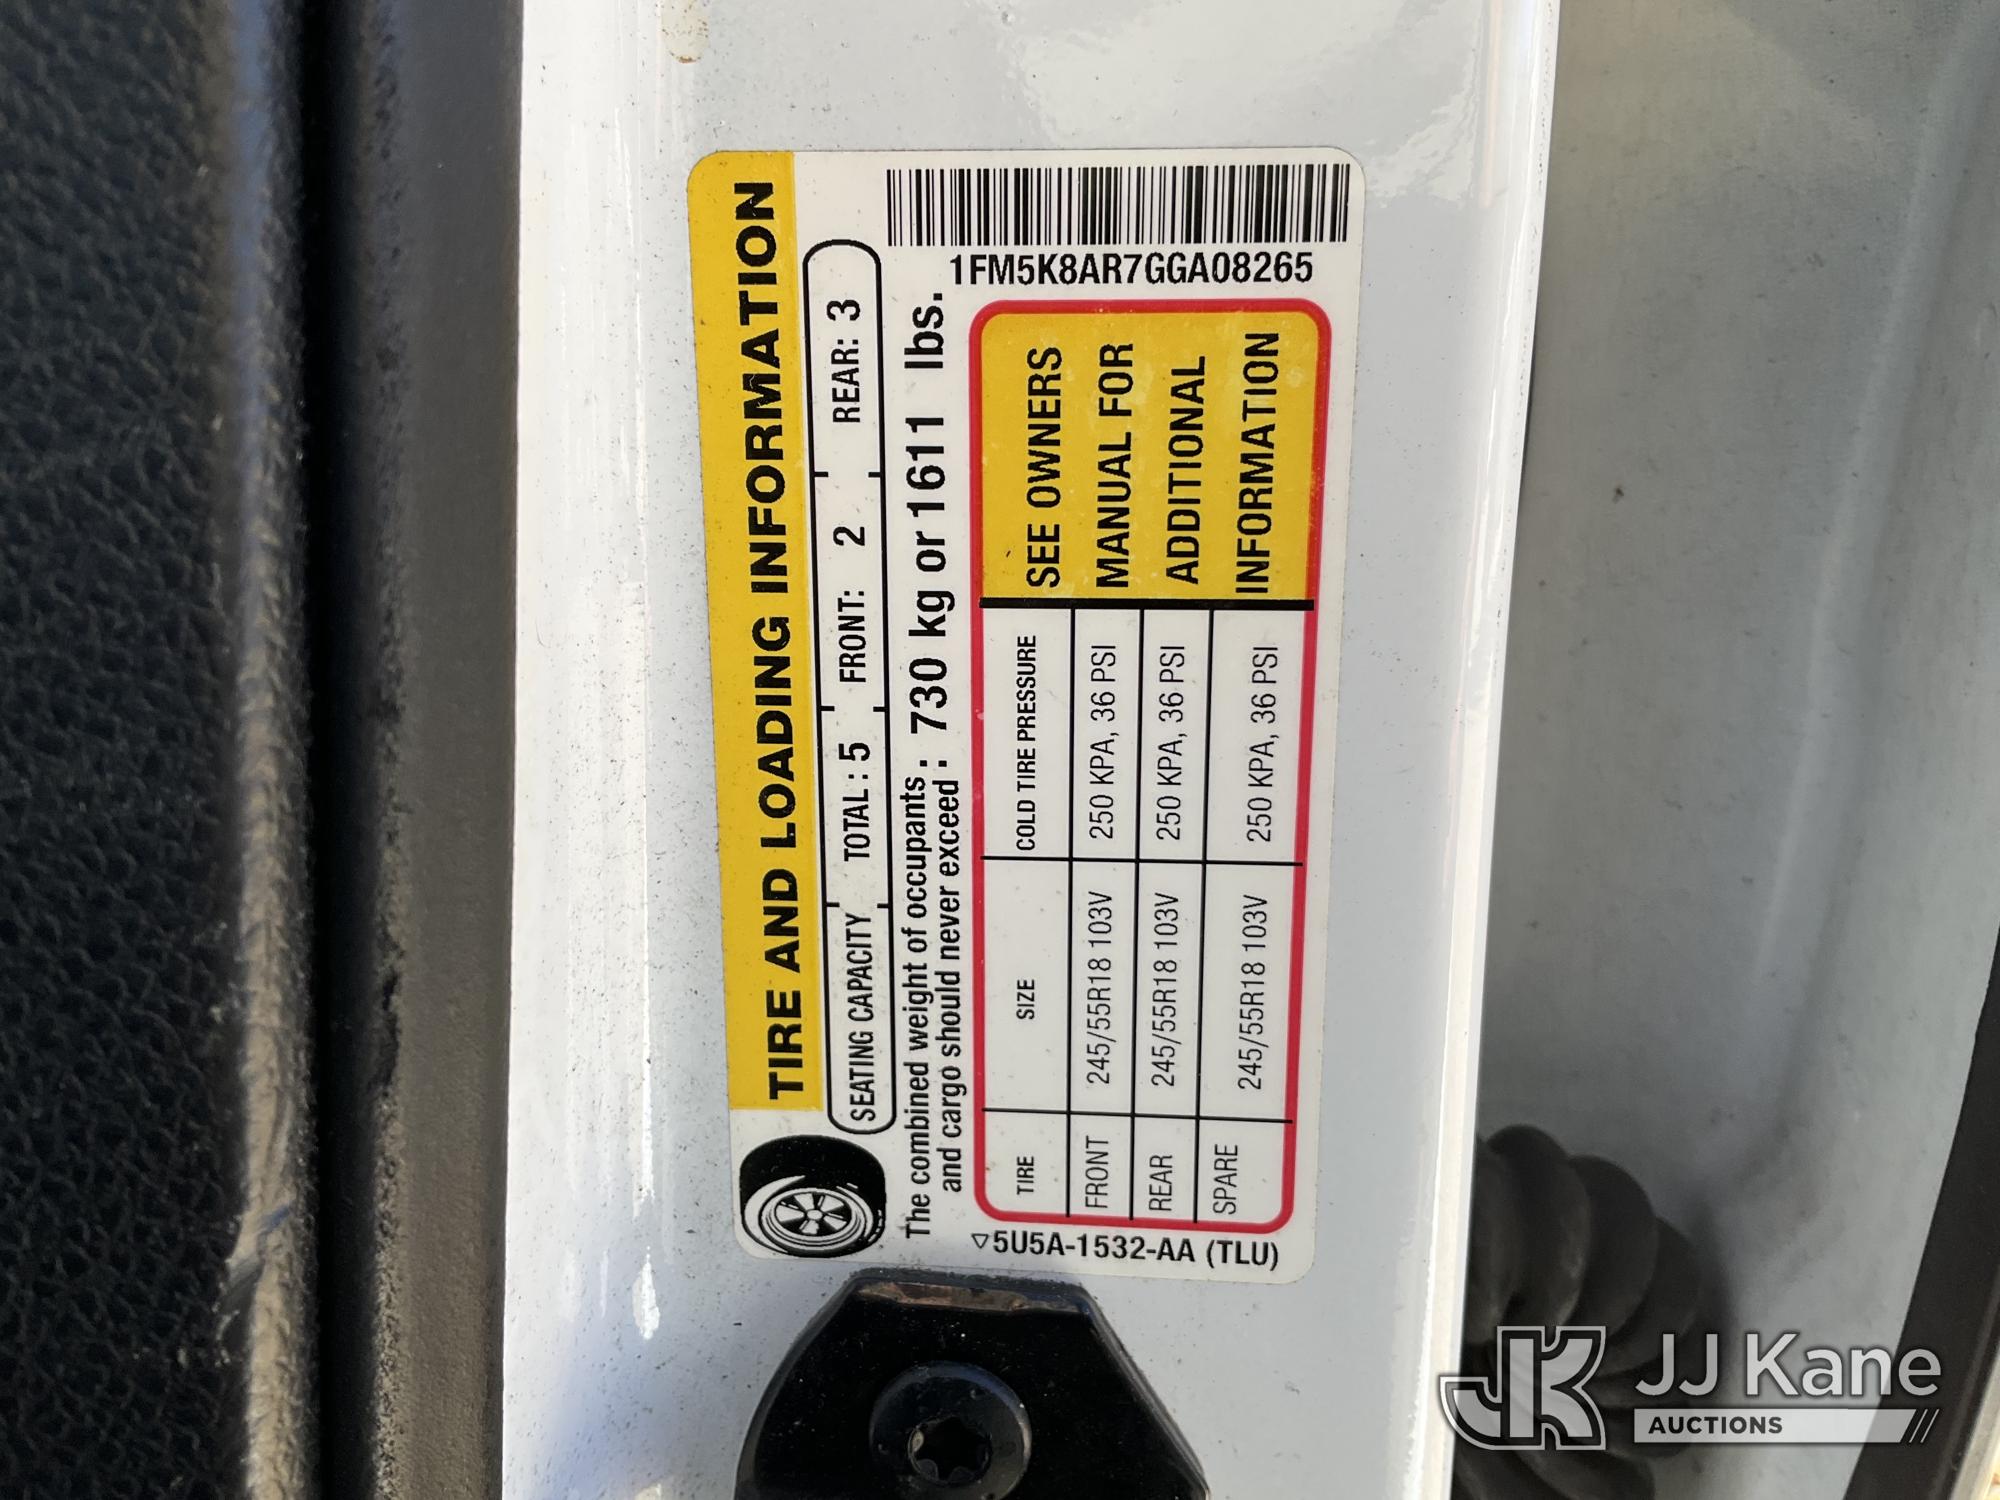 TIRE AND LOADING INFORMATION
SEATING CAPACITY TOTAL : 5 FRONT: 2 REAR: 3
The combined weight of occupants
and cargo should never exceed : 730 kg or 1611 lbs.
1FM5K8AR7GGA08265
TIRE SIZE COLD TIRE PRESSURE
FRONT 245/55R18 103V 250 KPA, 36 PSI
REAR 245/55R18 103V 250 KPA, 36 PSI
SPARE 245/55R18 103V 250 KPA, 36 PSI
SEE OWNERS
MANUAL FOR
ADDITIONAL
INFORMATION
5U5A-1532-AA (TLU)
JK JJ Kane
AUCTIONS